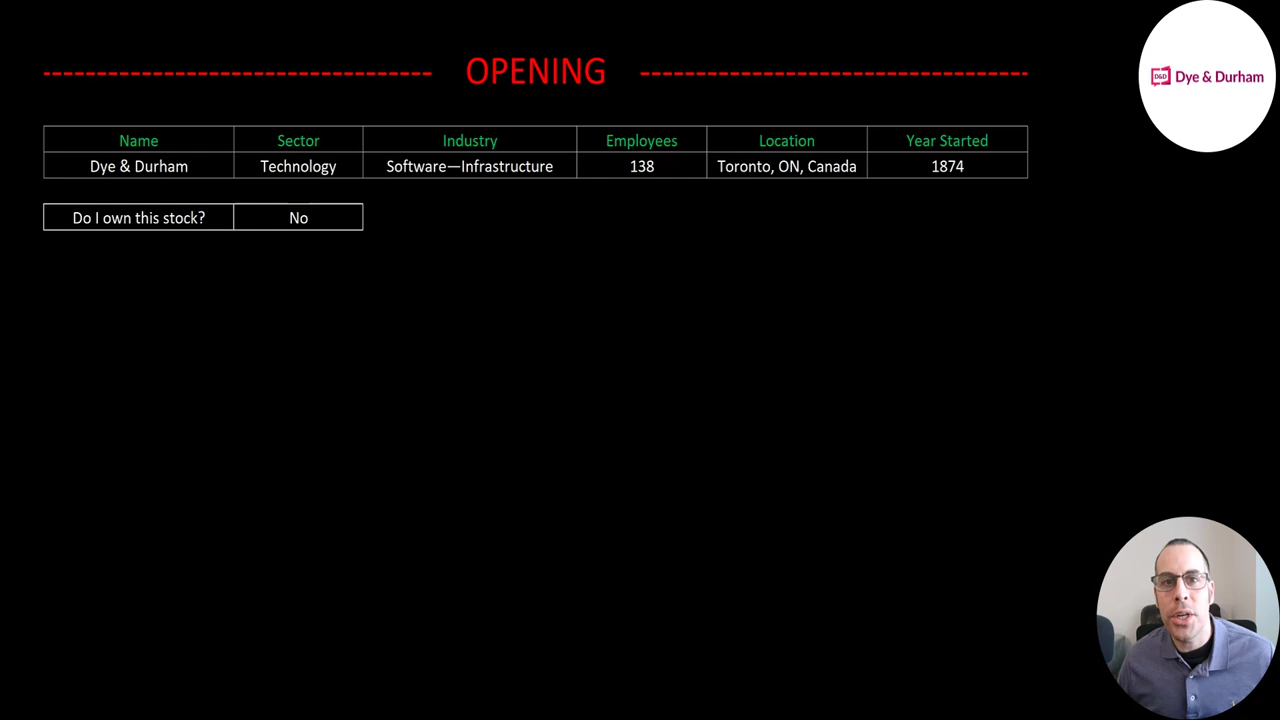 ---------------------------------- OPENING ----------------------------------
D&D Dye & Durham
Name Sector Industry Employees Location Year Started
Dye & Durham Technology Software—Infrastructure 138 Toronto, ON, Canada 1874
Do I own this stock? No